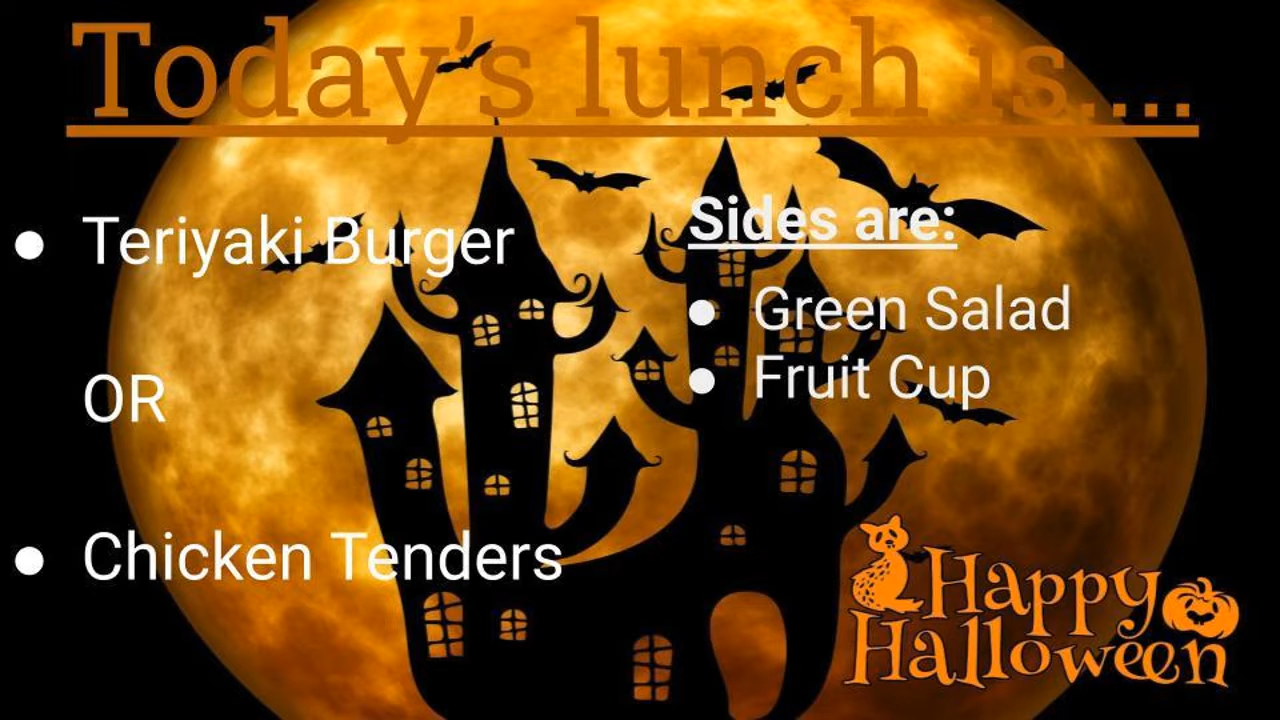 Today's lunch is....
● Teriyaki Burger
OR
● Chicken Tenders
Sides are:
● Green Salad
● Fruit Cup
Happy
Halloween